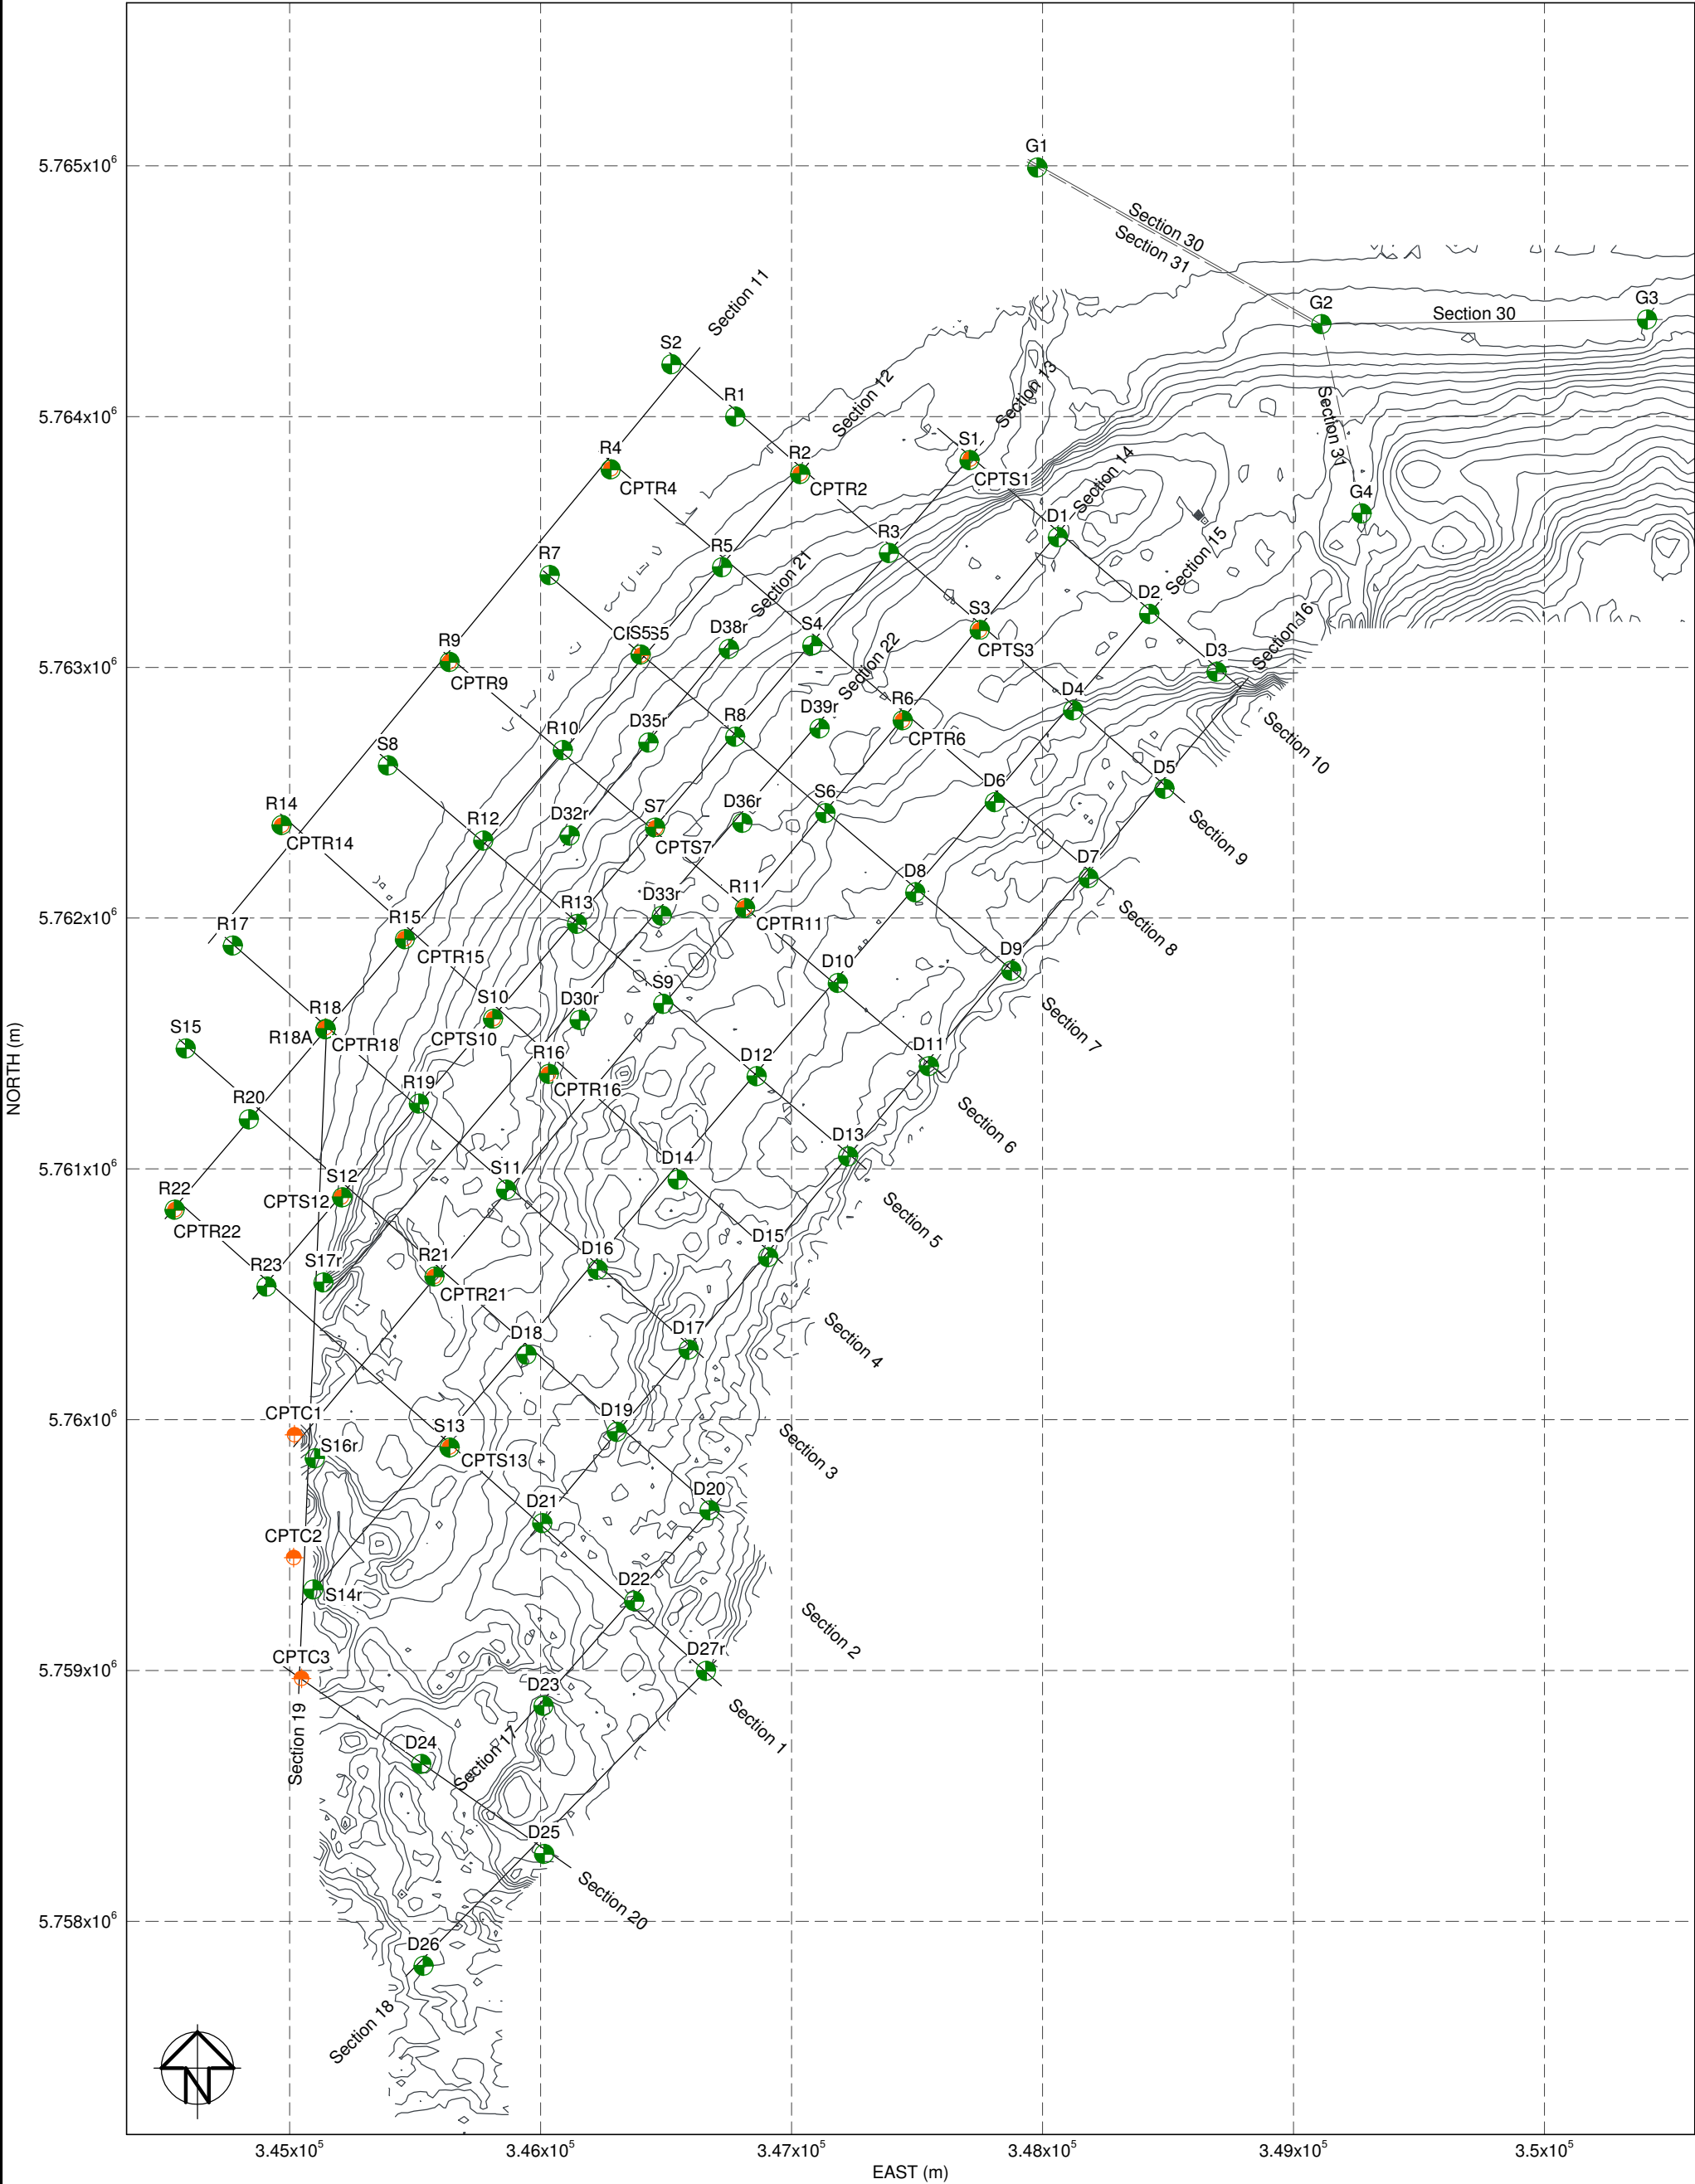 G1
5.765x10⁶
Section 30
Section 31
Section 11
G2
G3
Section 30
S2
R1
5.764x10⁶
Section 12
Section 13
Section 31
R4
CPTR4
R2
CPTR2
S1
CPTS1
Section 14
G4
D1
R7
R5
R3
Section 21
Section 15
D2
S5
D38r
S4
S3
CPTS3
Section 16
R9
CPTR9
5.763x10⁶
Section 22
D3
D4
R10
D35r
R8
D39r
R6
CPTR6
Section 10
S8
D5
D6
R14
CPTR14
R12
D32r
S7
CPTS7
D36r
S6
Section 9
D7
D8
5.762x10⁶
R17
R15
CPTR15
R13
D33r
R11
CPTR11
Section 8
D9
D10
S15
R18
R18A
CPTR18
S10
CPTS10
D30r
S9
Section 7
D11
R16
CPTR16
D12
R20
R19
Section 6
D13
5.761x10⁶
R22
CPTR22
S12
CPTS12
S11
D14
Section 5
D15
D16
R23
S17r
R21
CPTR21
Section 4
D17
D18
5.76x10⁶
CPTC1
S16r
S13
CPTS13
D19
Section 3
D20
D21
CPTC2
S14r
D22
Section 2
5.759x10⁶
CPTC3
D27r
D23
Section 1
Section 19
D24
Section 17
D25
Section 20
5.758x10⁶
D26
Section 18
N
NORTH (m)
3.45x10⁵
3.46x10⁵
3.47x10⁵
3.48x10⁵
3.49x10⁵
3.5x10⁵
EAST (m)